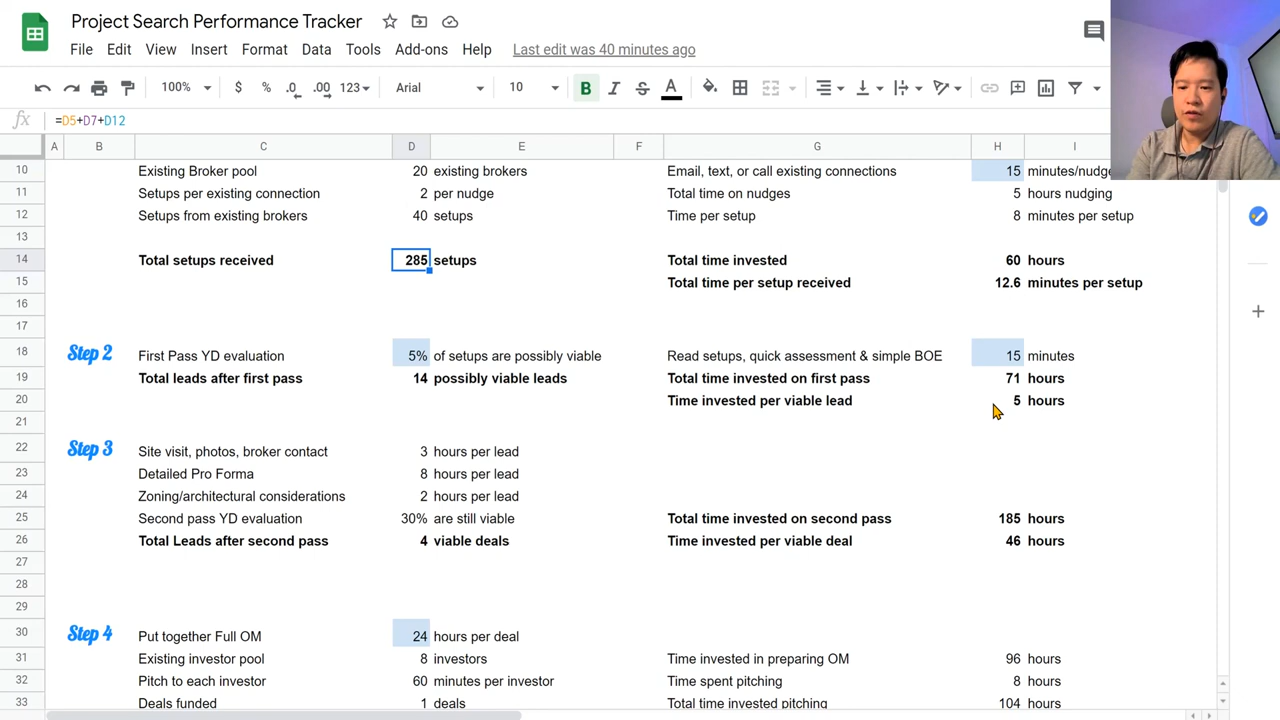 Project Search Performance Tracker
File Edit View Insert Format Data Tools Add-ons Help Last edit was 40 minutes ago
100% $ % .0 .00 123 Arial 10 B I S A
fx =D5+D7+D12
A B C D E F G H I
10 Existing Broker pool 20 existing brokers Email, text, or call existing connections 15 minutes/nudge
11 Setups per existing connection 2 per nudge Total time on nudges 5 hours nudging
12 Setups from existing brokers 40 setups Time per setup 8 minutes per setup
13
14 Total setups received 285 setups Total time invested 60 hours
15 Total time per setup received 12.6 minutes per setup
16
17
18 Step 2 First Pass YD evaluation 5% of setups are possibly viable Read setups, quick assessment & simple BOE 15 minutes
19 Total leads after first pass 14 possibly viable leads Total time invested on first pass 71 hours
20 Time invested per viable lead 5 hours
21
22 Step 3 Site visit, photos, broker contact 3 hours per lead
23 Detailed Pro Forma 8 hours per lead
24 Zoning/architectural considerations 2 hours per lead
25 Second pass YD evaluation 30% are still viable Total time invested on second pass 185 hours
26 Total Leads after second pass 4 viable deals Time invested per viable deal 46 hours
27
28
29
30 Step 4 Put together Full OM 24 hours per deal
31 Existing investor pool 8 investors Time invested in preparing OM 96 hours
32 Pitch to each investor 60 minutes per investor Time spent pitching 8 hours
33 Deals funded 1 deals Total time invested pitching 104 hours